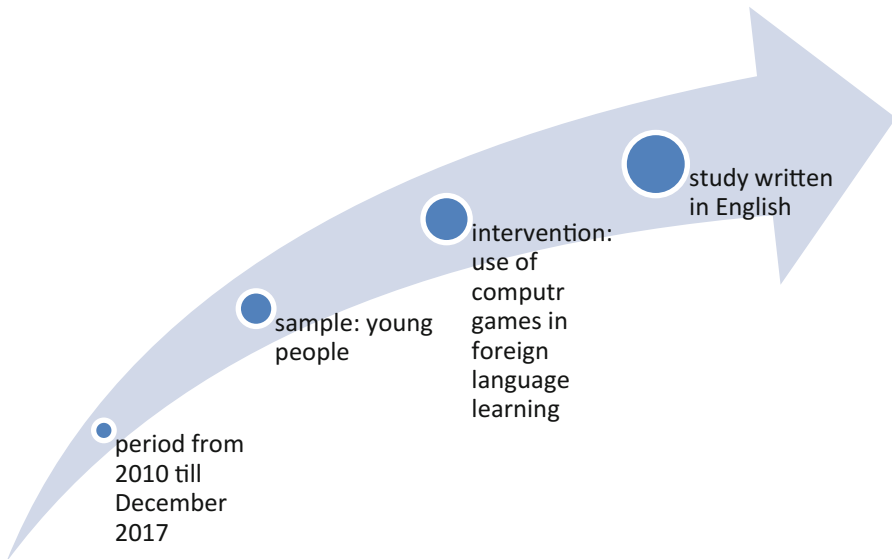 period from
2010 till
December
2017
sample: young
people
intervention:
use of
computr
games in
foreign
language
learning
study written
in English